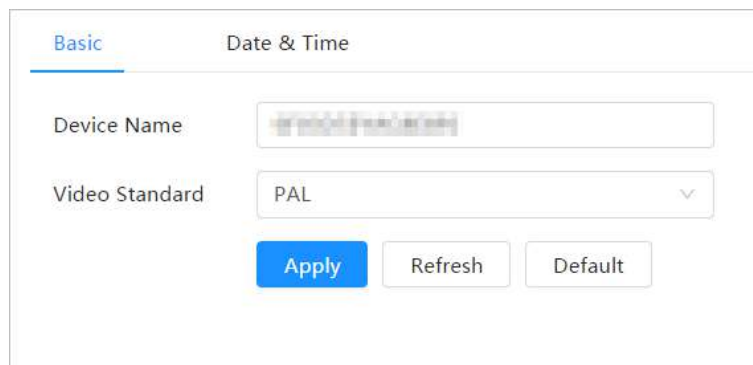 Basic Date & Time
Device Name
Video Standard PAL
Apply Refresh Default